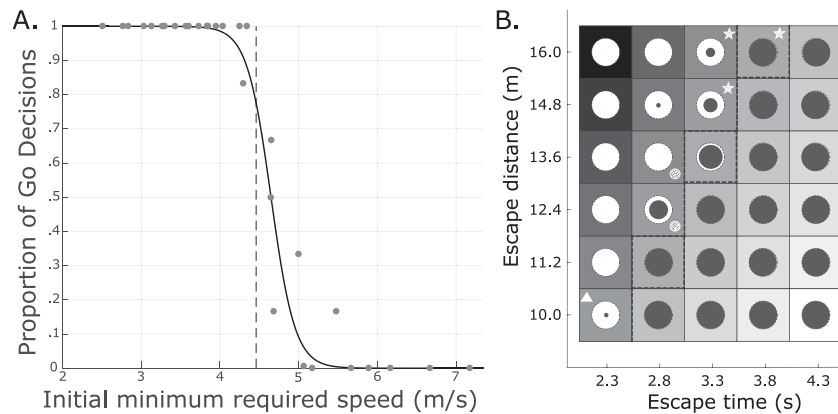 A.
Proportion of Go Decisions
1
.9
.8
.7
.6
.5
.4
.3
.2
.1
0
2 3 4 5 6 7
Initial minimum required speed (m/s)
B.
Escape distance (m)
16.0
14.8
13.6
12.4
11.2
10.0
2.3 2.8 3.3 3.8 4.3
Escape time (s)